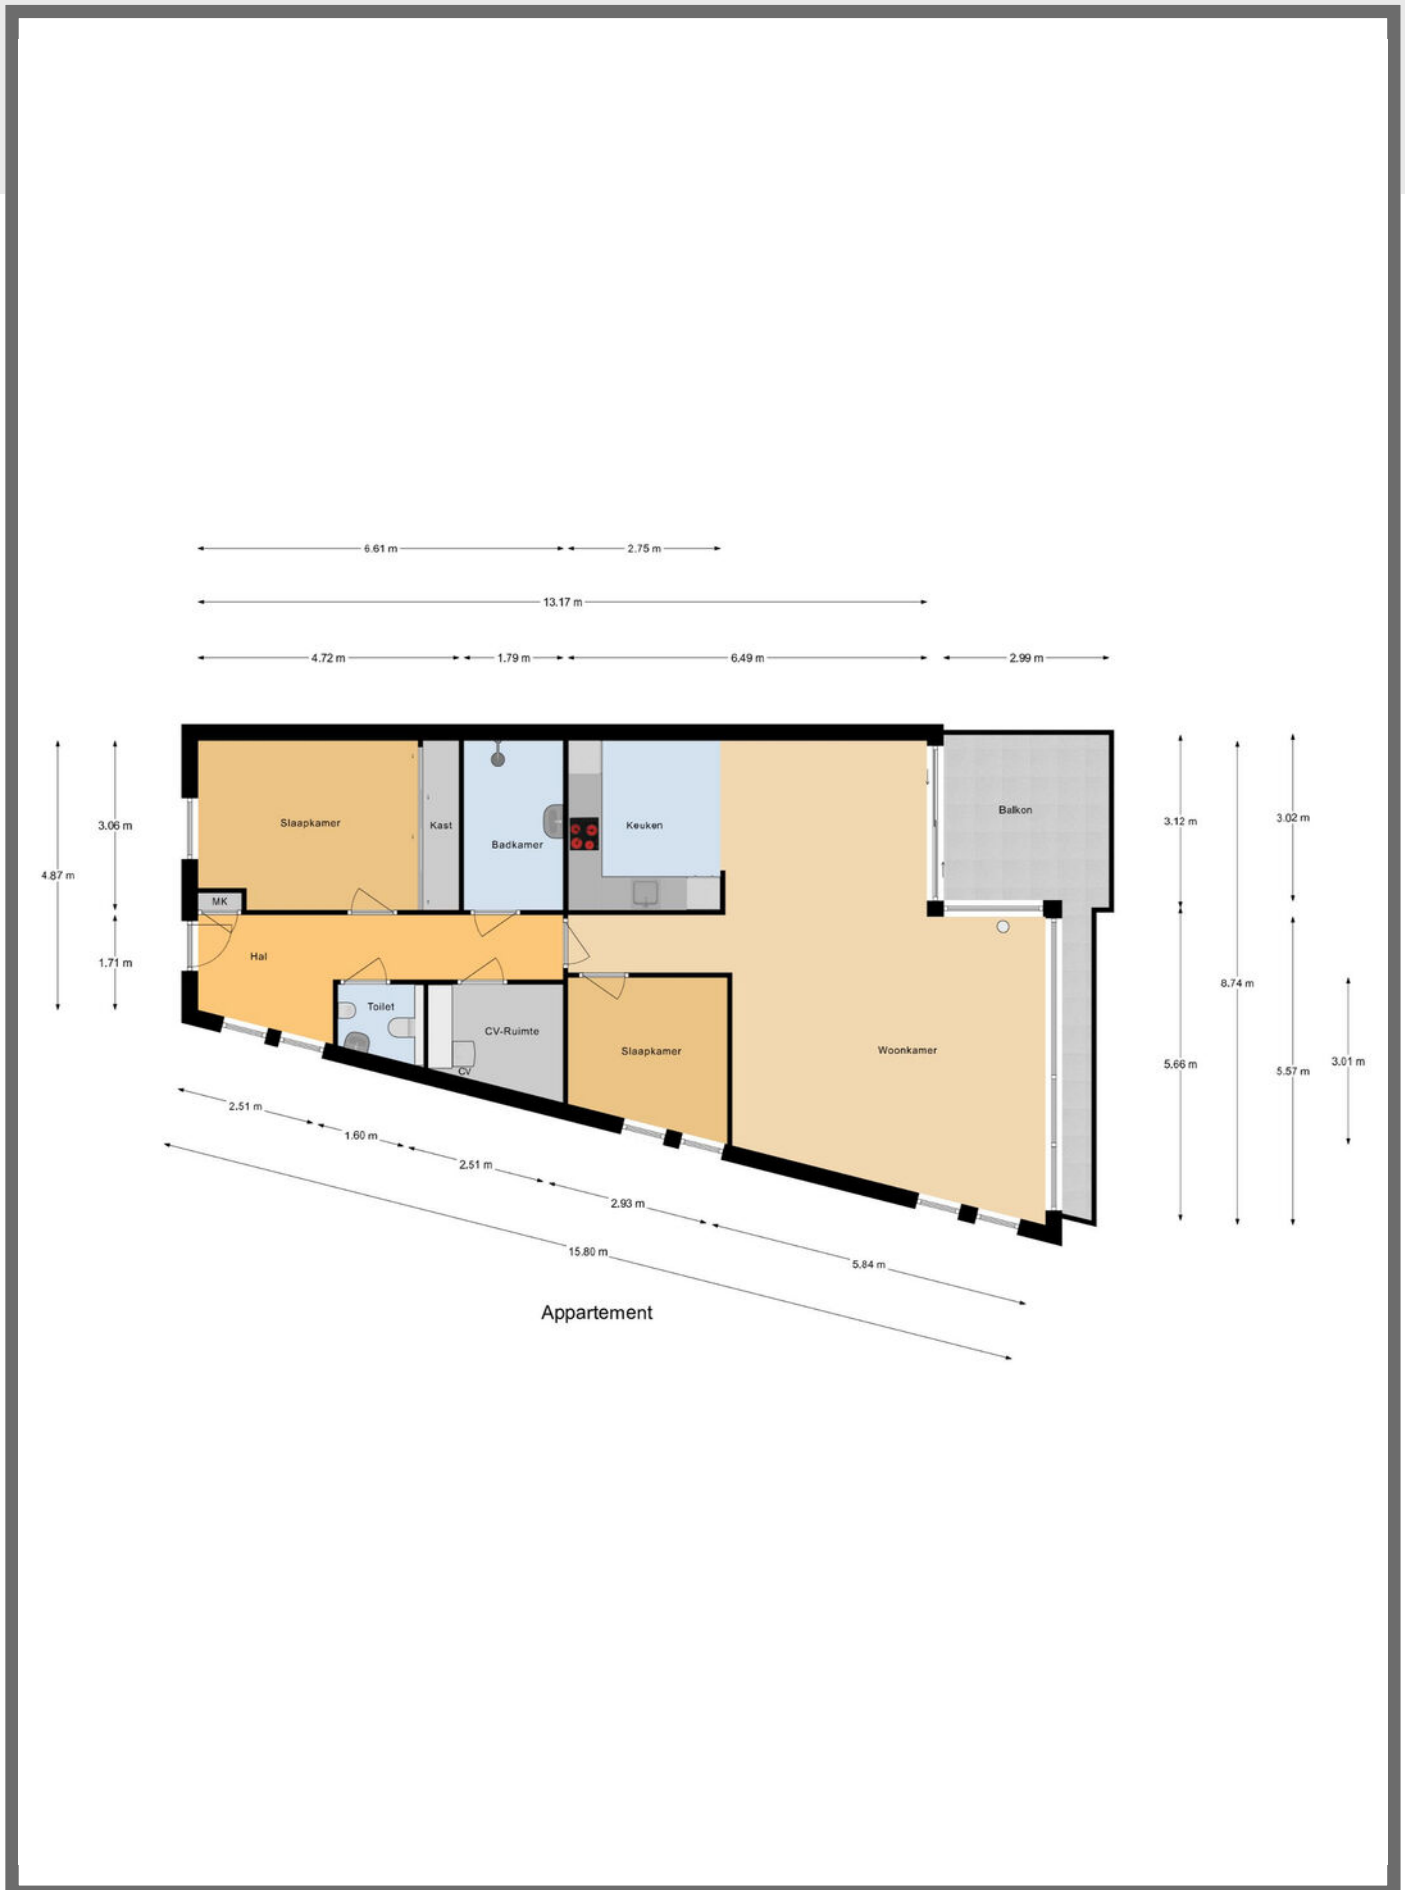 6.61 m
2.75 m
13.17 m
4.72 m
1.79 m
6.49 m
2.99 m
Slaapkamer
Kast
Badkamer
Keuken
Balkon
3.06 m
4.87 m
3.12 m
3.02 m
MK
Hal
1.71 m
8.74 m
Toilet
CV-Ruimte
CV
Slaapkamer
Woonkamer
5.66 m
5.57 m
3.01 m
2.51 m
1.60 m
2.51 m
2.93 m
15.80 m
5.84 m
Appartement